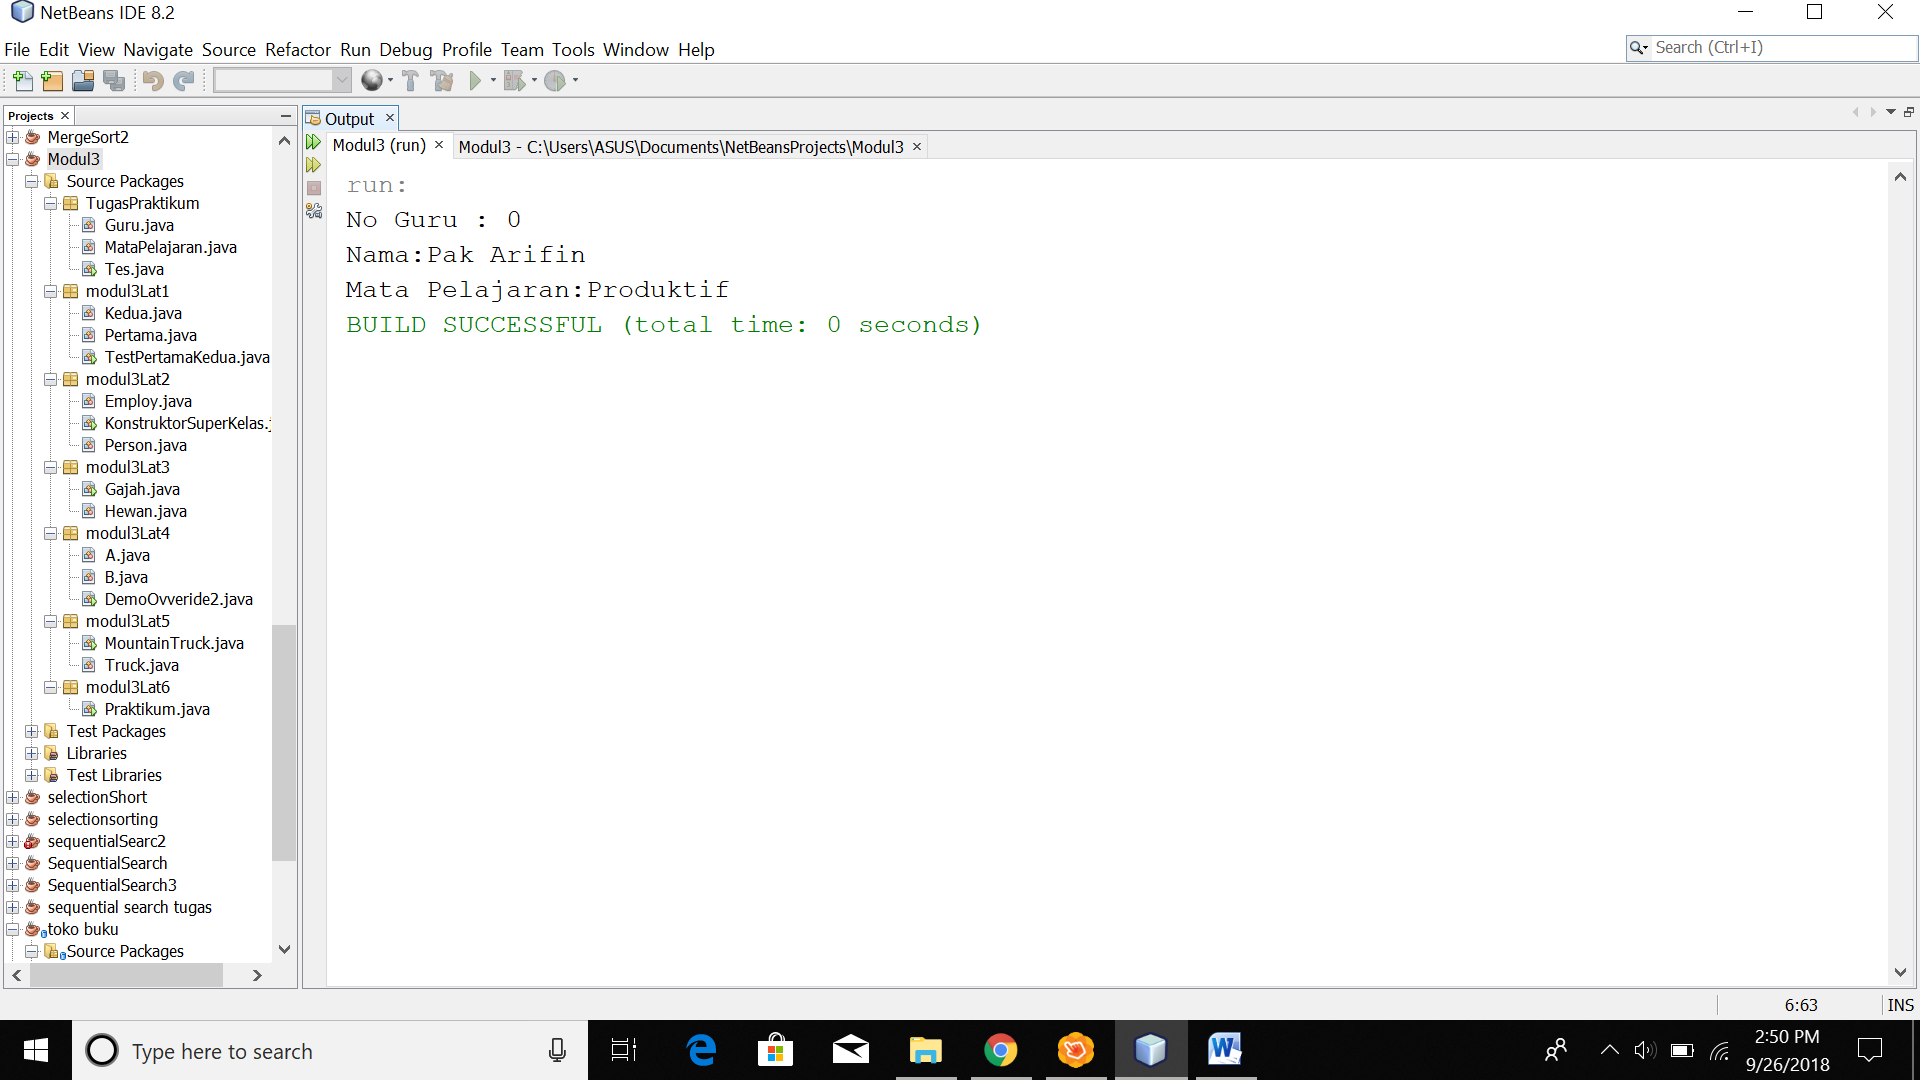 NetBeans IDE 8.2
File Edit View Navigate Source Refactor Run Debug Profile Team Tools Window Help
Search (Ctrl+I)
Projects
MergeSort2
Modul3
Source Packages
TugasPraktikum
Guru.java
MataPelajaran.java
Tes.java
modul3Lat1
Kedua.java
Pertama.java
TestPertamaKedua.java
modul3Lat2
Employ.java
KonstruktorSuperKelas.j
Person.java
modul3Lat3
Gajah.java
Hewan.java
modul3Lat4
A.java
B.java
DemoOvveride2.java
modul3Lat5
MountainTruck.java
Truck.java
modul3Lat6
Praktikum.java
Test Packages
Libraries
Test Libraries
selectionShort
selectionsorting
sequentialSearc2
SequentialSearch
SequentialSearch3
sequential search tugas
toko buku
Source Packages
Output
Modul3 (run)
Modul3 - C:\Users\ASUS\Documents\NetBeansProjects\Modul3
run:
No Guru : 0
Nama:Pak Arifin
Mata Pelajaran:Produktif
BUILD SUCCESSFUL (total time: 0 seconds)
6:63
INS
Type here to search
2:50 PM
9/26/2018